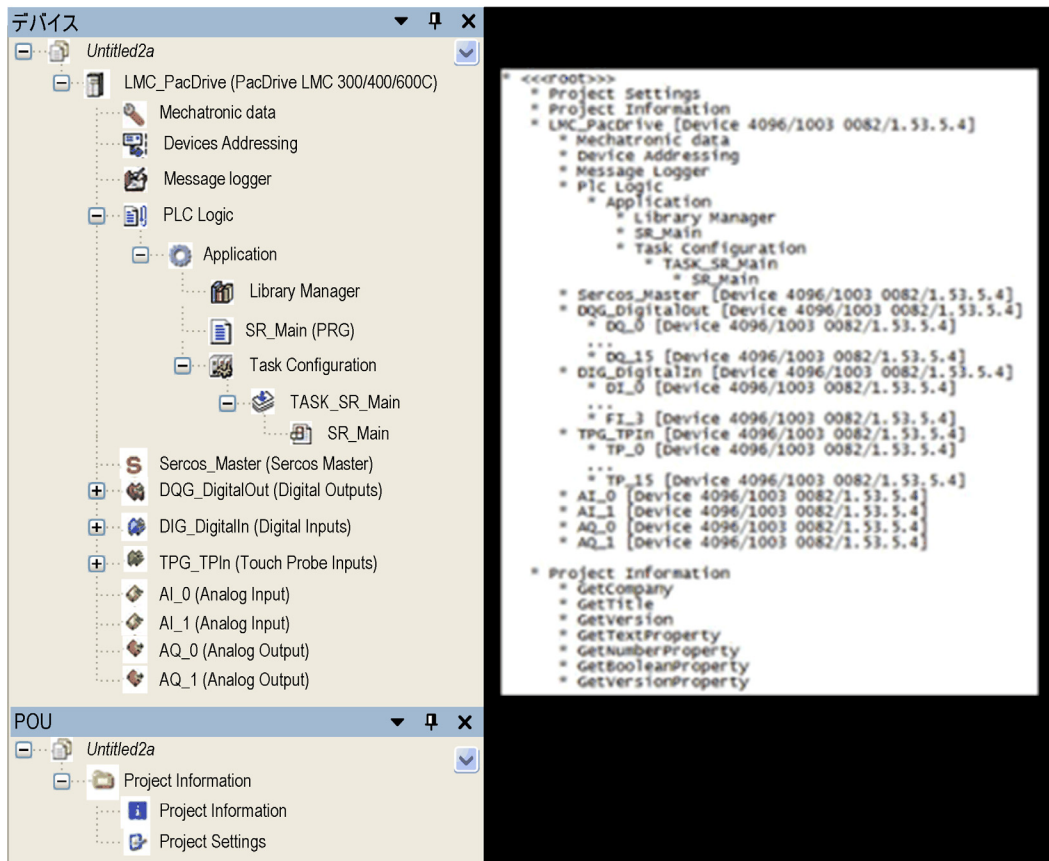 デバイス
Untitled2a
LMC_PacDrive (PacDrive LMC 300/400/600C)
Mechatronic data
Devices Addressing
Message logger
PLC Logic
Application
Library Manager
SR_Main (PRG)
Task Configuration
TASK_SR_Main
SR_Main
Sercos_Master (Sercos Master)
DQG_DigitalOut (Digital Outputs)
DIG_DigitalIn (Digital Inputs)
TPG_TPIn (Touch Probe Inputs)
AI_0 (Analog Input)
AI_1 (Analog Input)
AQ_0 (Analog Output)
AQ_1 (Analog Output)
POU
Untitled2a
Project Information
Project Information
Project Settings
* <<<root>>>
* Project Settings
* Project Information
* LMC_PacDrive [Device 4096/1003 0082/1.53.5.4]
* Mechatronic data
* Device Addressing
* Message Logger
* Plc Logic
* Application
* Library Manager
* SR_Main
* Task Configuration
* TASK_SR_Main
* SR_Main
* Sercos_Master [Device 4096/1003 0082/1.53.5.4]
* DQG_DigitalOut [Device 4096/1003 0082/1.53.5.4]
* DQ_0 [Device 4096/1003 0082/1.53.5.4]
...
* DQ_15 [Device 4096/1003 0082/1.53.5.4]
* DIG_DigitalIn [Device 4096/1003 0082/1.53.5.4]
* DI_0 [Device 4096/1003 0082/1.53.5.4]
...
* FI_3 [Device 4096/1003 0082/1.53.5.4]
* TPG_TPIn [Device 4096/1003 0082/1.53.5.4]
* TP_0 [Device 4096/1003 0082/1.53.5.4]
...
* TP_15 [Device 4096/1003 0082/1.53.5.4]
* AI_0 [Device 4096/1003 0082/1.53.5.4]
* AI_1 [Device 4096/1003 0082/1.53.5.4]
* AQ_0 [Device 4096/1003 0082/1.53.5.4]
* AQ_1 [Device 4096/1003 0082/1.53.5.4]
* Project Information
* GetCompany
* GetTitle
* GetVersion
* GetTextProperty
* GetNumberProperty
* GetBooleanProperty
* GetVersionProperty